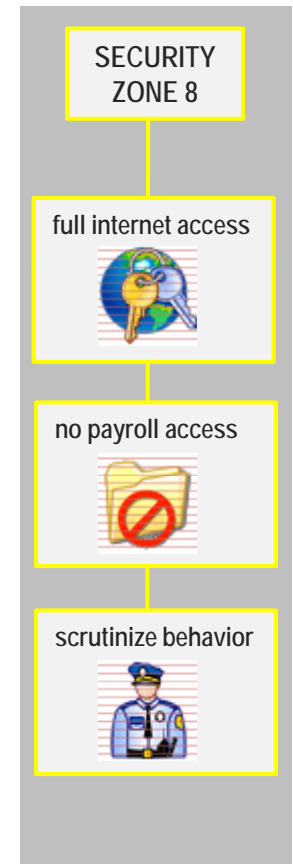 SECURITY
ZONE 8
full internet access
no payroll access
scrutinize behavior